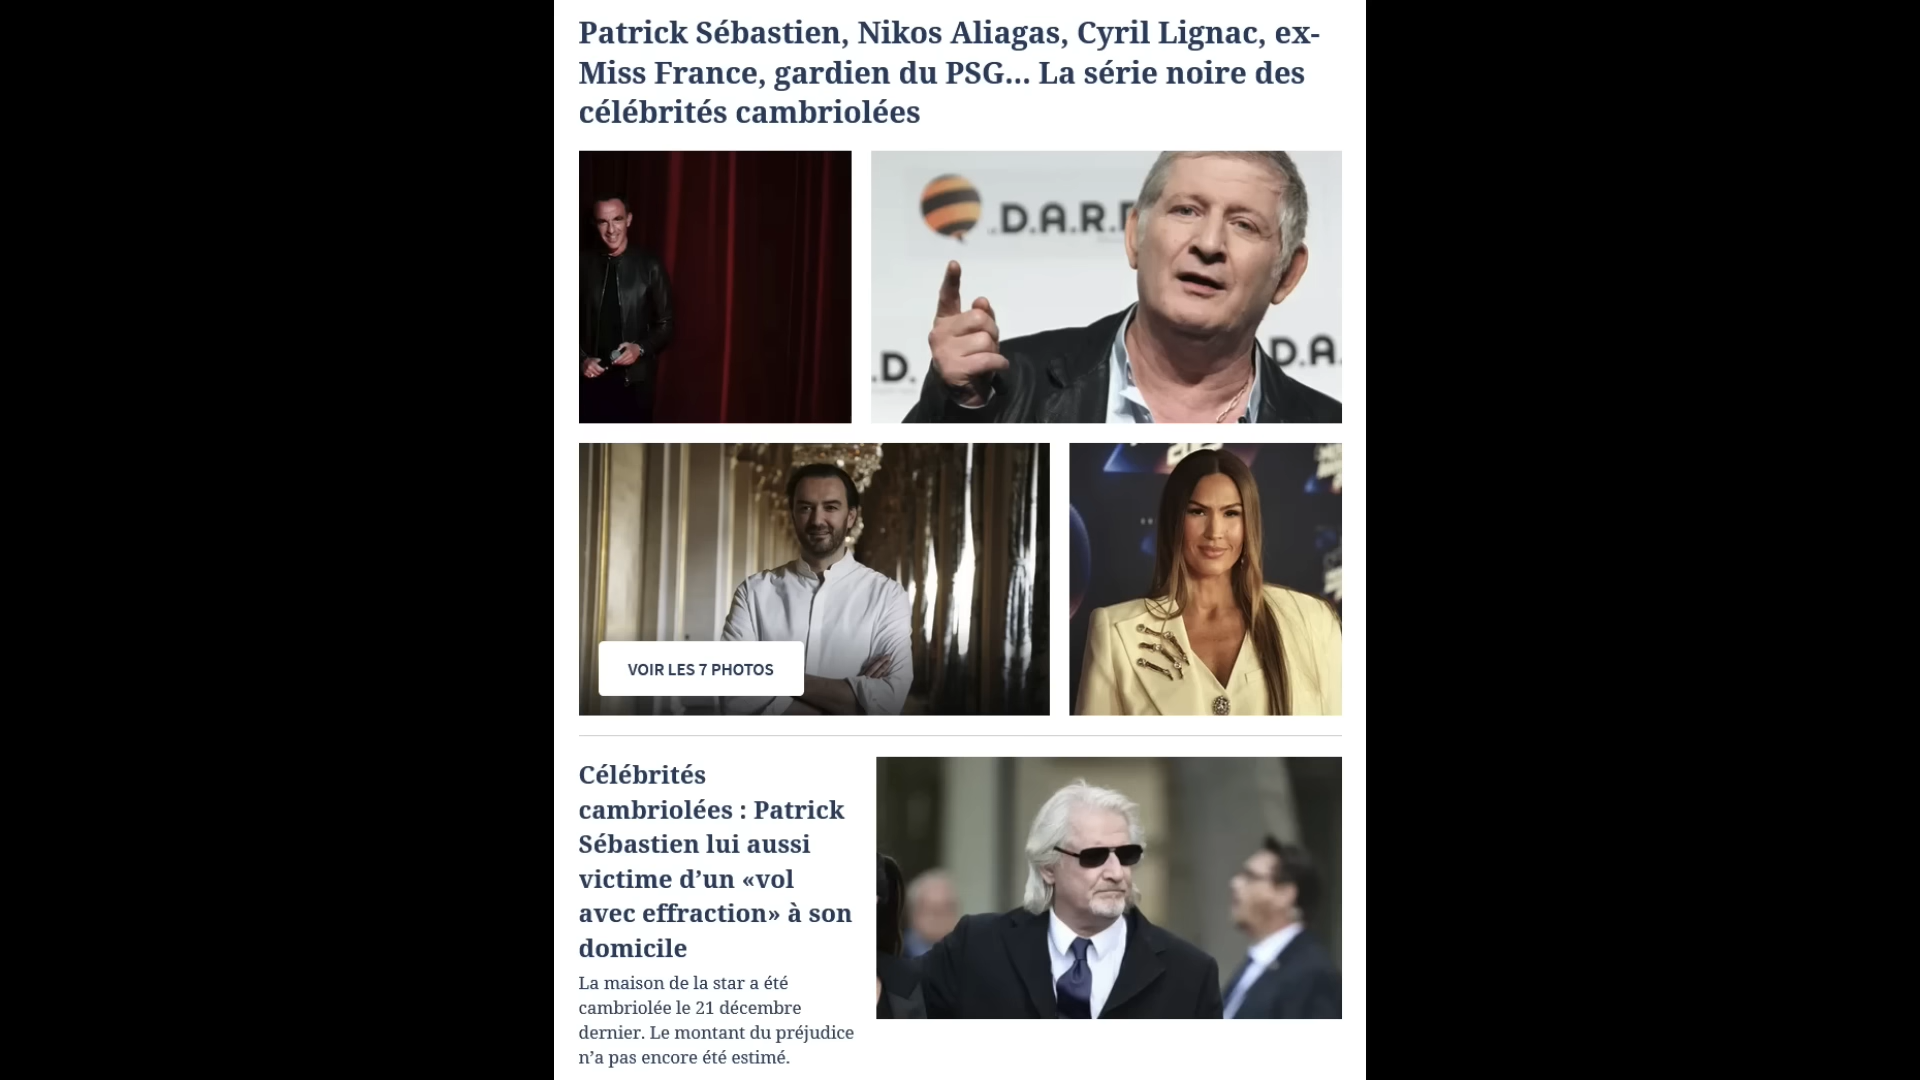 Patrick Sébastien, Nikos Aliagas, Cyril Lignac, ex-
Miss France, gardien du PSG... La série noire des
célébrités cambriolées
D.A.R.
.D.
D.A.
VOIR LES 7 PHOTOS
Célébrités
cambriolées : Patrick
Sébastien lui aussi
victime d’un «vol
avec effraction» à son
domicile
La maison de la star a été
cambriolée le 21 décembre
dernier. Le montant du préjudice
n’a pas encore été estimé.